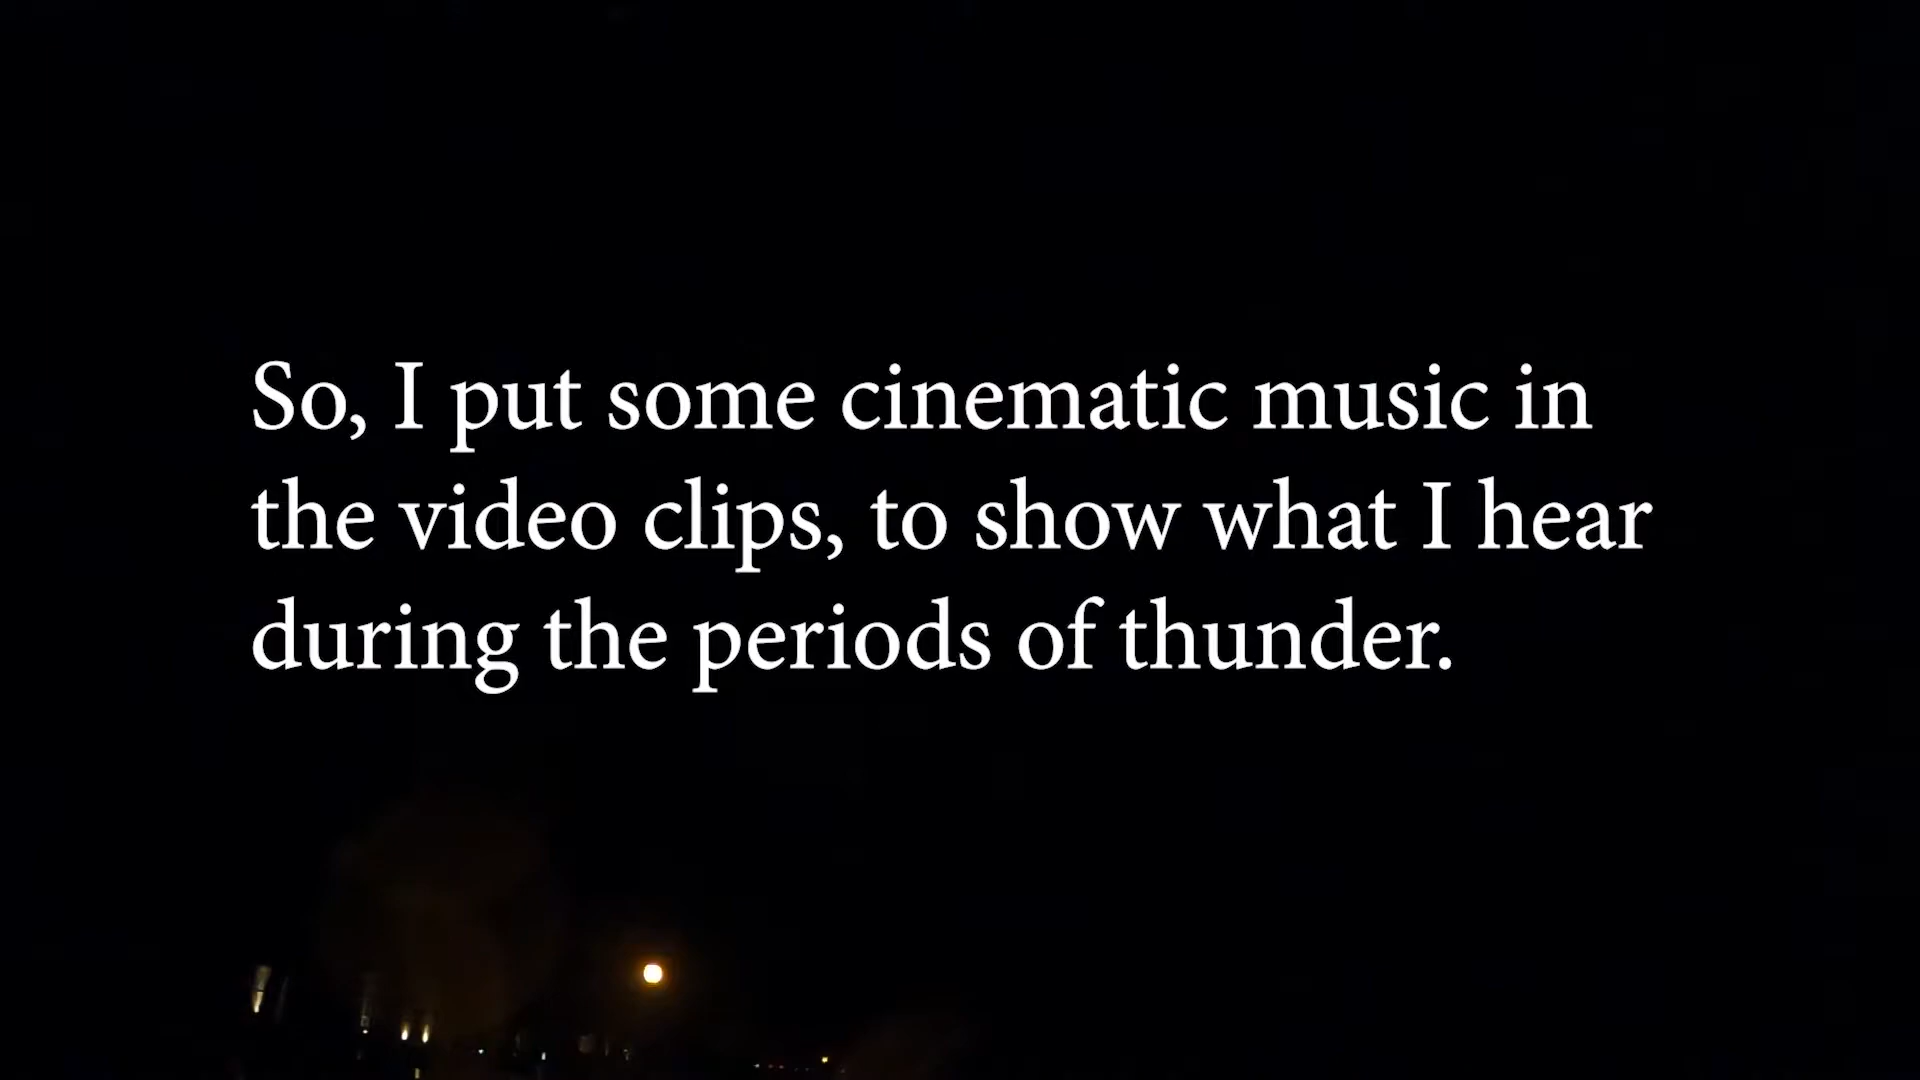 So, I put some cinematic music in
the video clips, to show what I hear
during the periods of thunder.